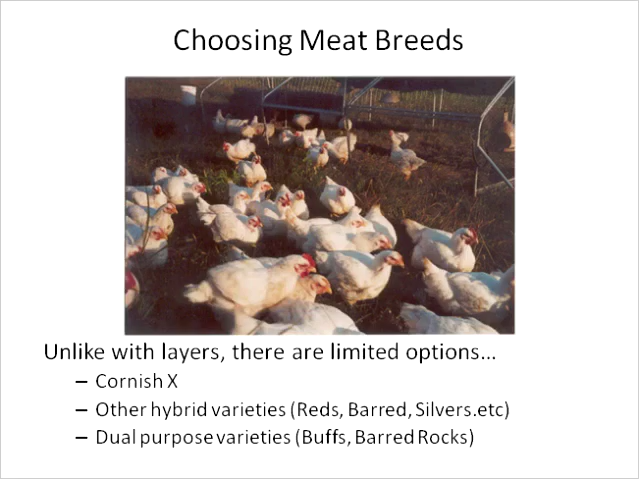 Choosing Meat Breeds
Unlike with layers, there are limited options…
– Cornish X
– Other hybrid varieties (Reds, Barred, Silvers.etc)
– Dual purpose varieties (Buffs, Barred Rocks)